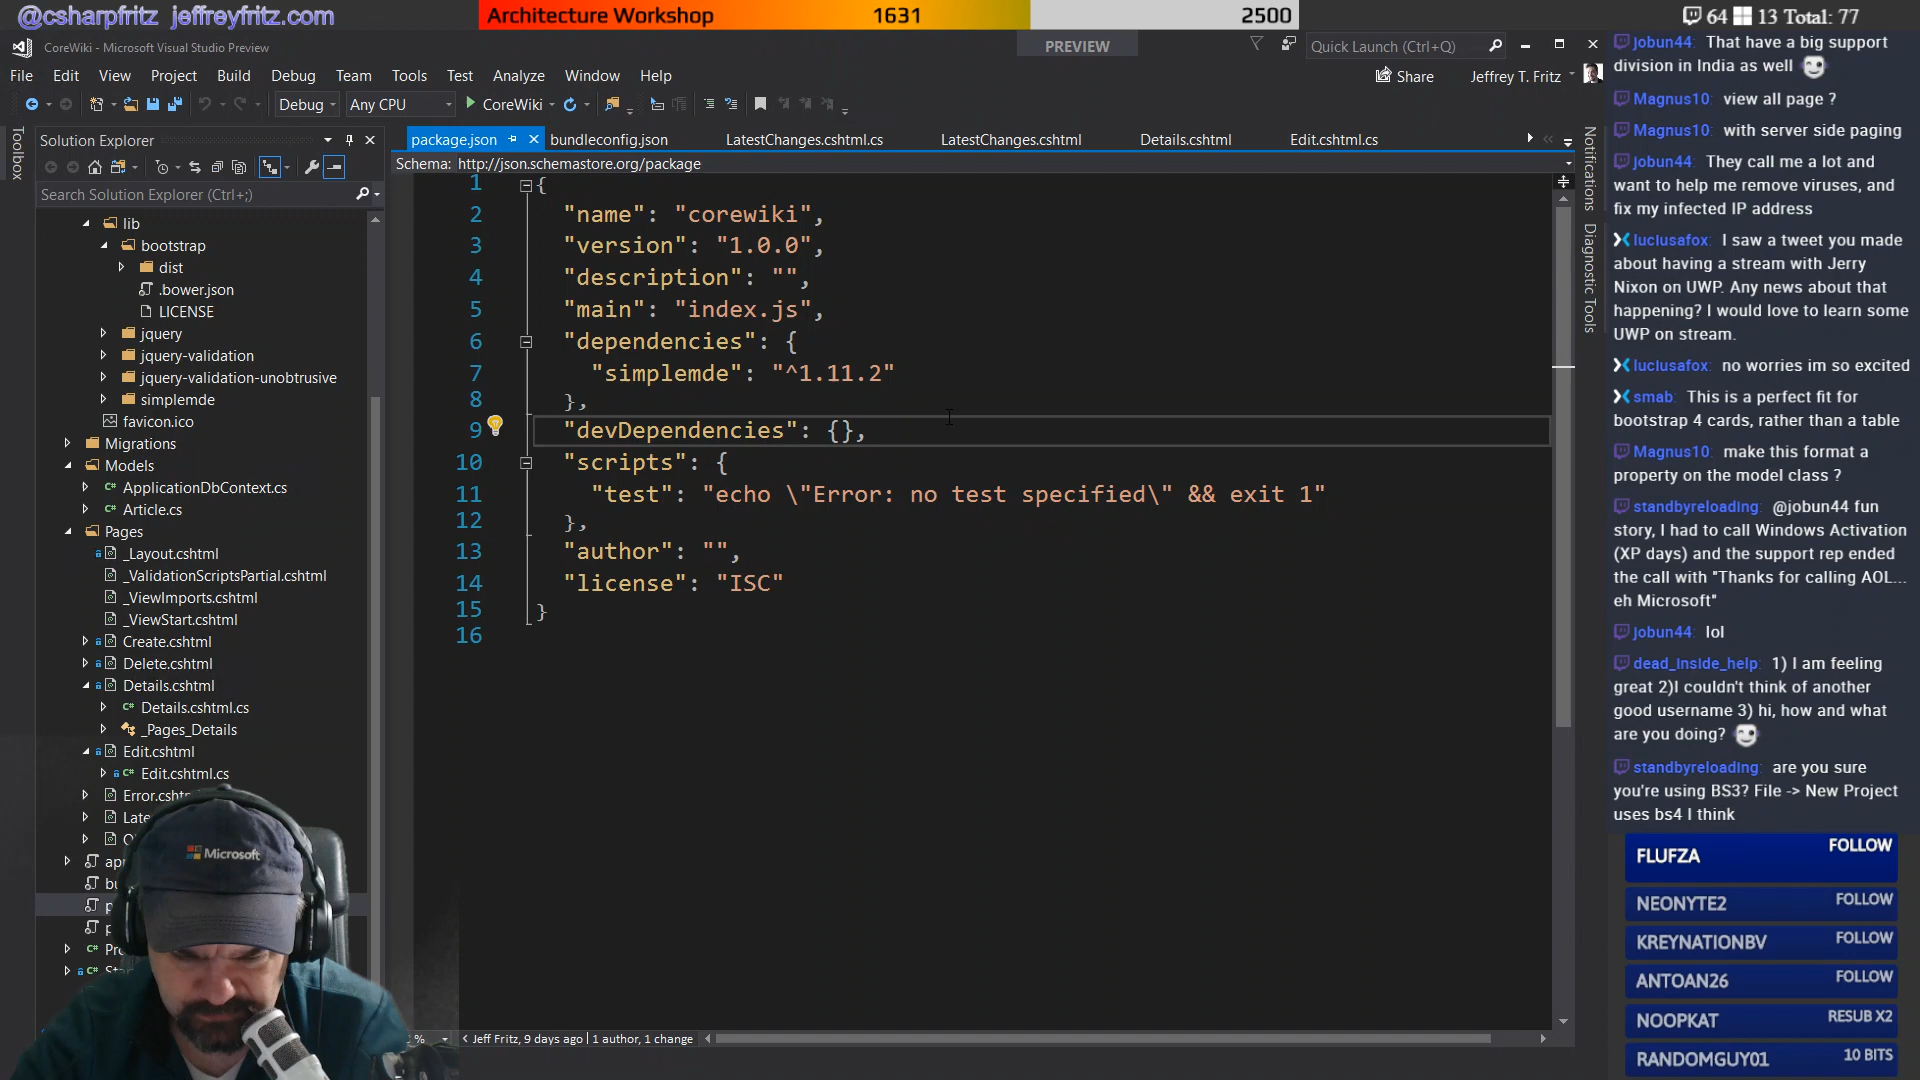 @csharpfritz jeffreyfritz.com
Architecture Workshop 1631 2500
64 13 Total: 77
CoreWiki - Microsoft Visual Studio Preview
PREVIEW
Quick Launch (Ctrl+Q)
File Edit View Project Build Debug Team Tools Test Analyze Window Help
Share Jeffrey T. Fritz
Debug Any CPU CoreWiki
Toolbox
Solution Explorer
Search Solution Explorer (Ctrl+;)
lib
bootstrap
dist
.bower.json
LICENSE
jquery
jquery-validation
jquery-validation-unobtrusive
simplemde
favicon.ico
Migrations
Models
ApplicationDbContext.cs
Article.cs
Pages
_Layout.cshtml
_ValidationScriptsPartial.cshtml
_ViewImports.cshtml
_ViewStart.cshtml
Create.cshtml
Delete.cshtml
Details.cshtml
Details.cshtml.cs
_Pages_Details
Edit.cshtml
Edit.cshtml.cs
Microsoft
package.json bundleconfig.json LatestChanges.cshtml.cs LatestChanges.cshtml Details.cshtml Edit.cshtml.cs
Schema: http://json.schemastore.org/package
1 {
2 "name": "corewiki",
3 "version": "1.0.0",
4 "description": "",
5 "main": "index.js",
6 "dependencies": {
7 "simplemde": "^1.11.2"
8 },
9 "devDependencies": {},
10 "scripts": {
11 "test": "echo \"Error: no test specified\" && exit 1"
12 },
13 "author": "",
14 "license": "ISC"
15 }
16
% Jeff Fritz, 9 days ago | 1 author, 1 change
Notifications
Diagnostic Tools
jobun44: That have a big support
division in India as well
Magnus10: view all page ?
Magnus10: with server side paging
jobun44: They call me a lot and
want to help me remove viruses, and
fix my infected IP address
luclusafox: I saw a tweet you made
about having a stream with Jerry
Nixon on UWP. Any news about that
happening? I would love to learn some
UWP on stream.
luclusafox: no worries im so excited
smab: This is a perfect fit for
bootstrap 4 cards, rather than a table
Magnus10: make this format a
property on the model class ?
standbyreloading: @jobun44 fun
story, I had to call Windows Activation
(XP days) and the support rep ended
the call with "Thanks for calling AOL...
eh Microsoft"
jobun44: lol
dead_inside_help: 1) I am feeling
great 2)I couldn't think of another
good username 3) hi, how and what
are you doing?
standbyreloading: are you sure
you're using BS3? File -> New Project
uses bs4 I think
FLUFZA FOLLOW
NEONYTE2 FOLLOW
KREYNATIONBV FOLLOW
ANTOAN26 FOLLOW
NOOPKAT RESUB X2
RANDOMGUY01 10 BITS